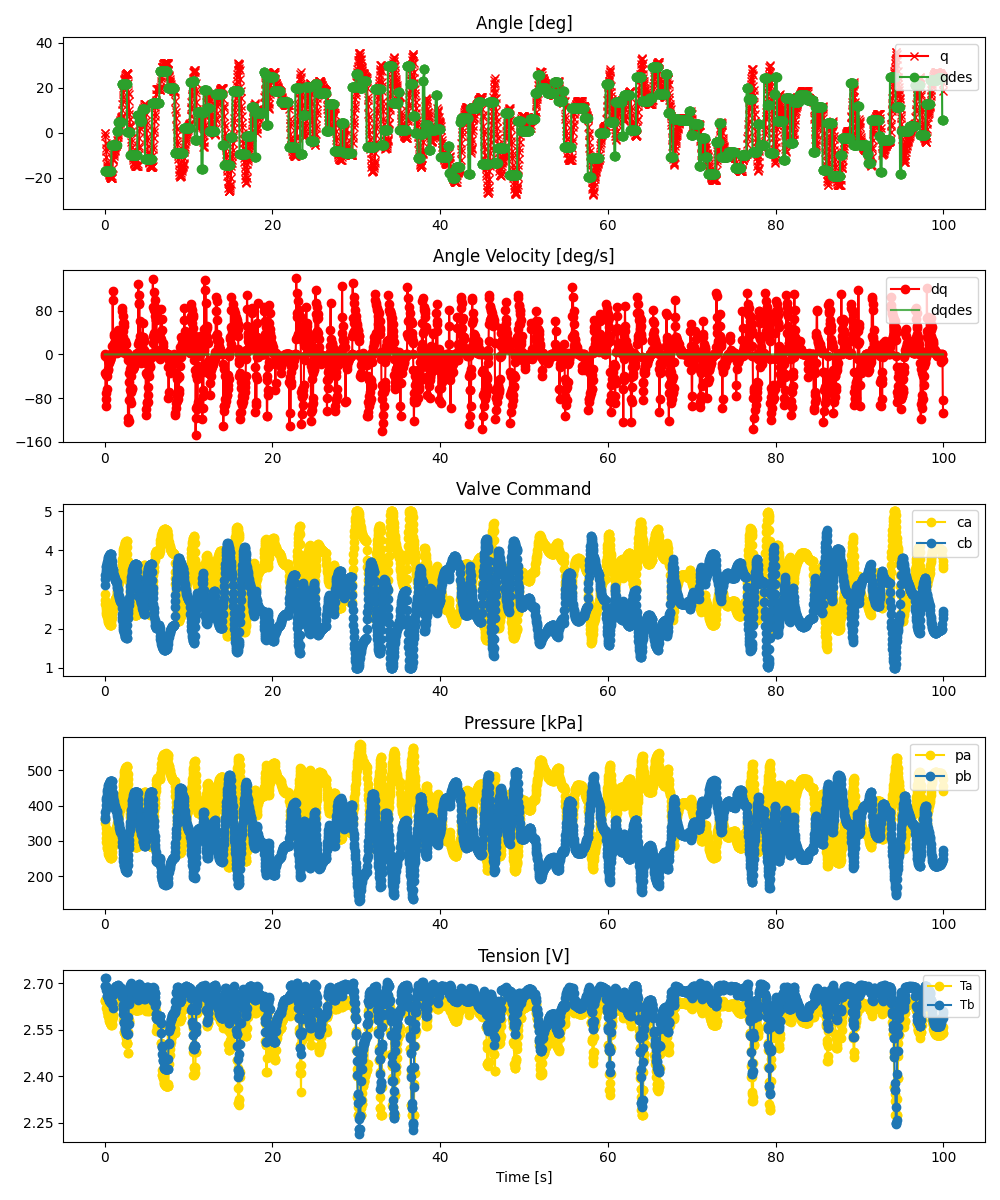 Angle [deg]
40
20
0
−20
q
qdes
0 20 40 60 80 100
Angle Velocity [deg/s]
80
0
−80
−160
dq
dqdes
0 20 40 60 80 100
Valve Command
5
4
3
2
1
ca
cb
0 20 40 60 80 100
Pressure [kPa]
500
400
300
200
pa
pb
0 20 40 60 80 100
Tension [V]
2.70
2.55
2.40
2.25
Ta
Tb
0 20 40 60 80 100
Time [s]